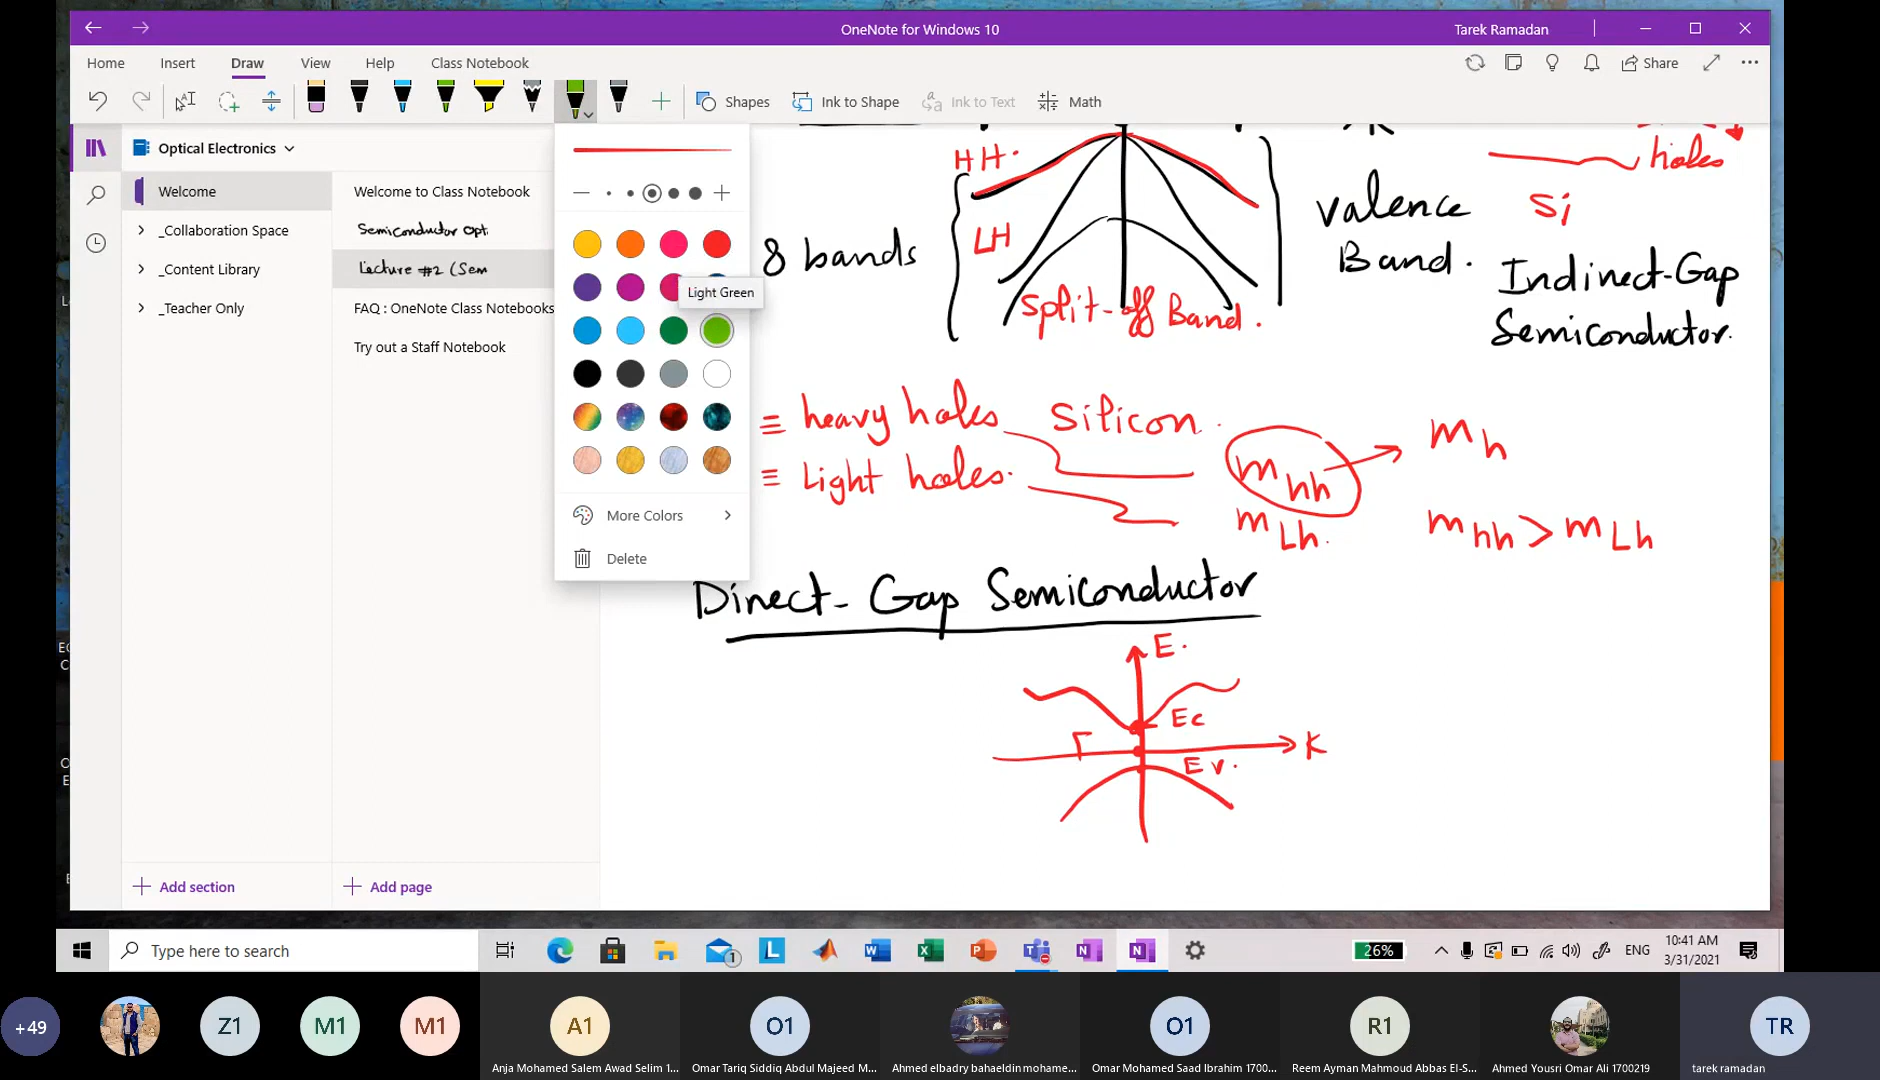 OneNote for Windows 10
Tarek Ramadan
Home Insert Draw View Help Class Notebook
Share
Shapes Ink to Shape Ink to Text Math
Optical Electronics
Welcome
_Collaboration Space
_Content Library
_Teacher Only
Welcome to Class Notebook
Semiconductor Opti
Lecture #2 (Sem
FAQ : OneNote Class Notebooks
Try out a Staff Notebook
Add section
Add page
Light Green
More Colors
Delete
HH.
LH
8 bands
Split-off Band.
Valence
Band.
holes
Si
Indirect-Gap
Semiconductor.
≡ heavy holes
≡ Light holes.
Silicon.
m hh
m h
m Lh.
m hh > m Lh
Direct-Gap Semiconductor
E.
Ec
Γ
K
Ev.
Type here to search
1
26%
ENG
10:41 AM
3/31/2021
+49
Z1
M1
M1
A1
O1
O1
R1
TR
Anja Mohamed Salem Awad Selim 1...
Omar Tariq Siddiq Abdul Majeed M...
Ahmed elbadry bahaeldin mohame...
Omar Mohamed Saad Ibrahim 1700...
Reem Ayman Mahmoud Abbas El-S...
Ahmed Yousri Omar Ali 1700219
tarek ramadan